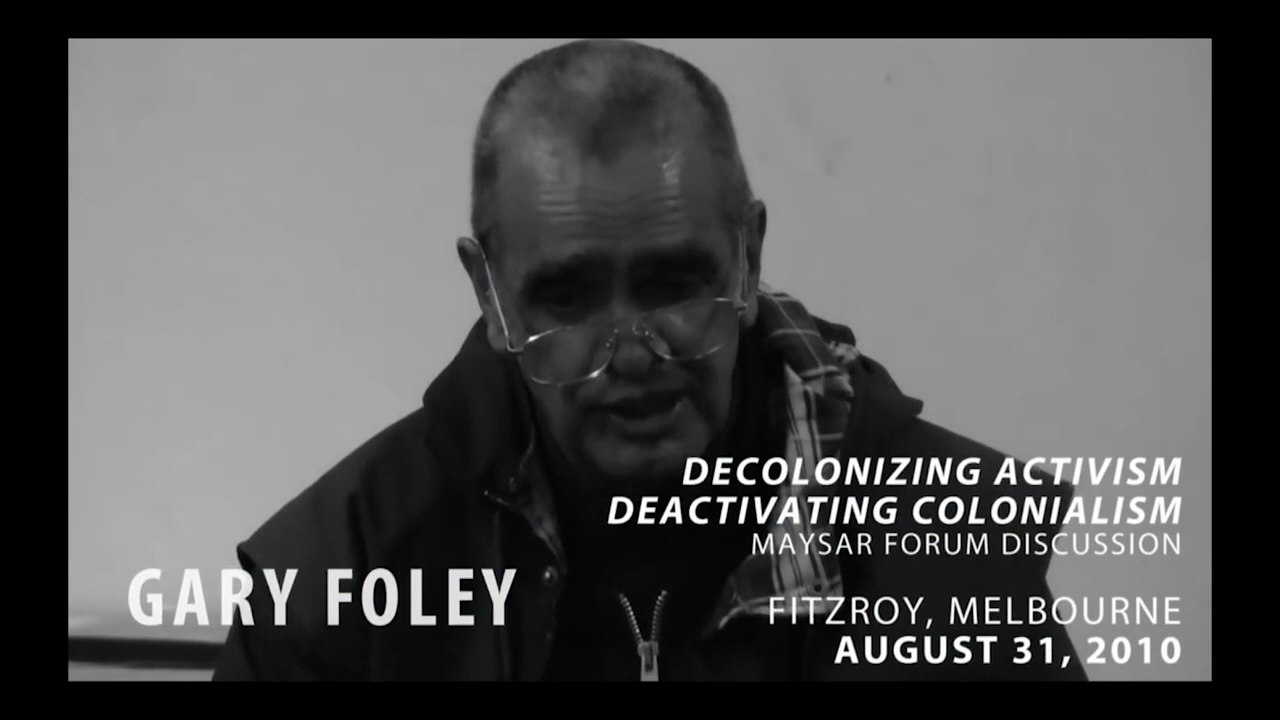 DECOLONIZING ACTIVISM
DEACTIVATING COLONIALISM
MAYSAR FORUM DISCUSSION
GARY FOLEY
FITZROY, MELBOURNE
AUGUST 31, 2010